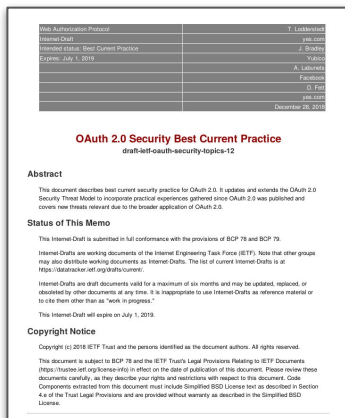 Web Authorization Protocol T. Lodderstedt
Internet-Draft yes.com
Intended status: Best Current Practice J. Bradley
Expires: July 1, 2019 Yubico
A. Labunets
Facebook
D. Fett
yes.com
December 28, 2018
OAuth 2.0 Security Best Current Practice
draft-ietf-oauth-security-topics-12
Abstract
This document describes best current security practice for OAuth 2.0. It updates and extends the OAuth 2.0
Security Threat Model to incorporate practical experiences gathered since OAuth 2.0 was published and
covers new threats relevant due to the broader application of OAuth 2.0.
Status of This Memo
This Internet-Draft is submitted in full conformance with the provisions of BCP 78 and BCP 79.
Internet-Drafts are working documents of the Internet Engineering Task Force (IETF). Note that other groups
may also distribute working documents as Internet-Drafts. The list of current Internet-Drafts is at
https://datatracker.ietf.org/drafts/current/.
Internet-Drafts are draft documents valid for a maximum of six months and may be updated, replaced, or
obsoleted by other documents at any time. It is inappropriate to use Internet-Drafts as reference material or
to cite them other than as "work in progress."
This Internet-Draft will expire on July 1, 2019.
Copyright Notice
Copyright (c) 2018 IETF Trust and the persons identified as the document authors. All rights reserved.
This document is subject to BCP 78 and the IETF Trust's Legal Provisions Relating to IETF Documents
(https://trustee.ietf.org/license-info) in effect on the date of publication of this document. Please review these
documents carefully, as they describe your rights and restrictions with respect to this document. Code
Components extracted from this document must include Simplified BSD License text as described in Section
4.e of the Trust Legal Provisions and are provided without warranty as described in the Simplified BSD
License.